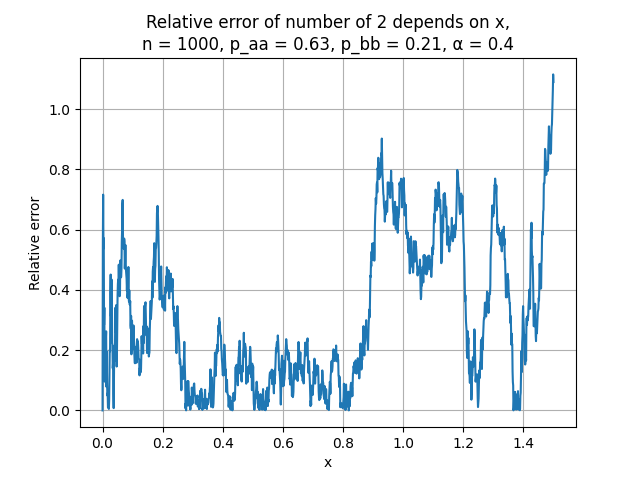 Relative error of number of 2 depends on x,
n = 1000, p_aa = 0.63, p_bb = 0.21, α = 0.4
Relative error
1.0
0.8
0.6
0.4
0.2
0.0
0.0 0.2 0.4 0.6 0.8 1.0 1.2 1.4
x